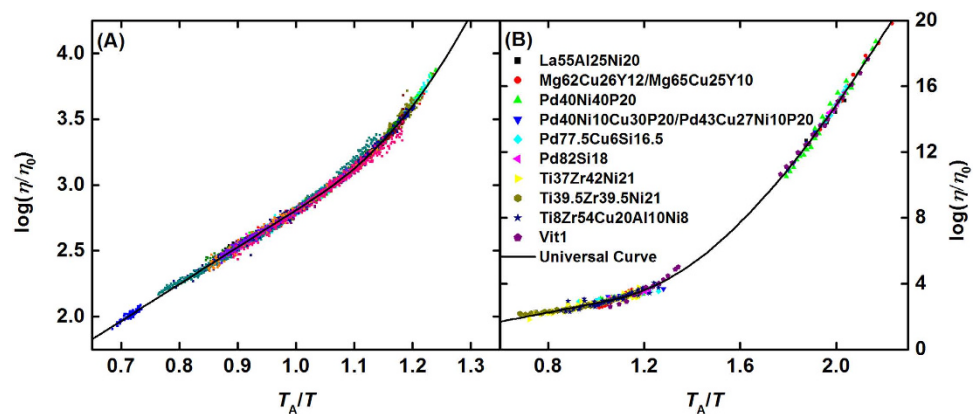 (A)
4.0
3.5
3.0
2.5
2.0
log(η/η₀)
0.7 0.8 0.9 1.0 1.1 1.2 1.3
T_A/T
(B)
La55Al25Ni20
Mg62Cu26Y12/Mg65Cu25Y10
Pd40Ni40P20
Pd40Ni10Cu30P20/Pd43Cu27Ni10P20
Pd77.5Cu6Si16.5
Pd82Si18
Ti37Zr42Ni21
Ti39.5Zr39.5Ni21
Ti8Zr54Cu20Al10Ni8
Vit1
Universal Curve
20
16
12
8
4
0
log(η/η₀)
0.8 1.2 1.6 2.0
T_A/T